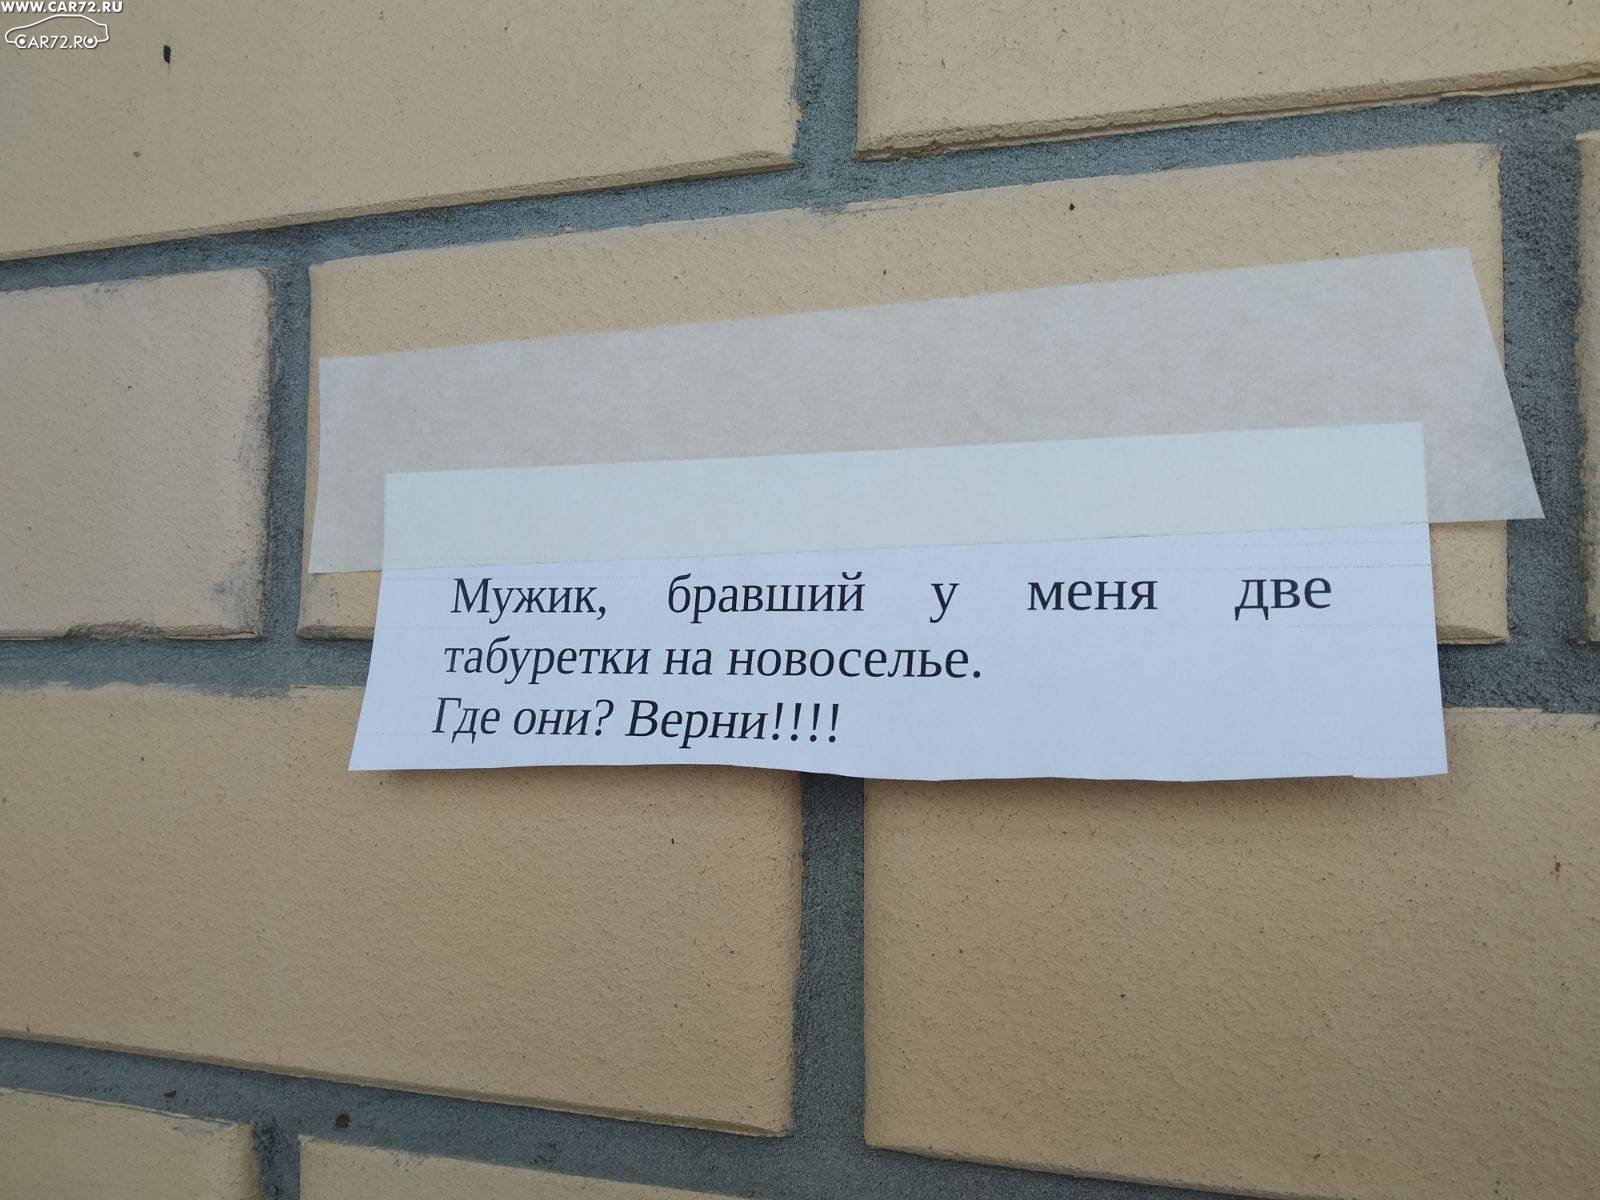 WWW.CAR72.RU
CAR72.RU
Мужик, бравший у меня две
табуретки на новоселье.
Где они? Верни!!!!